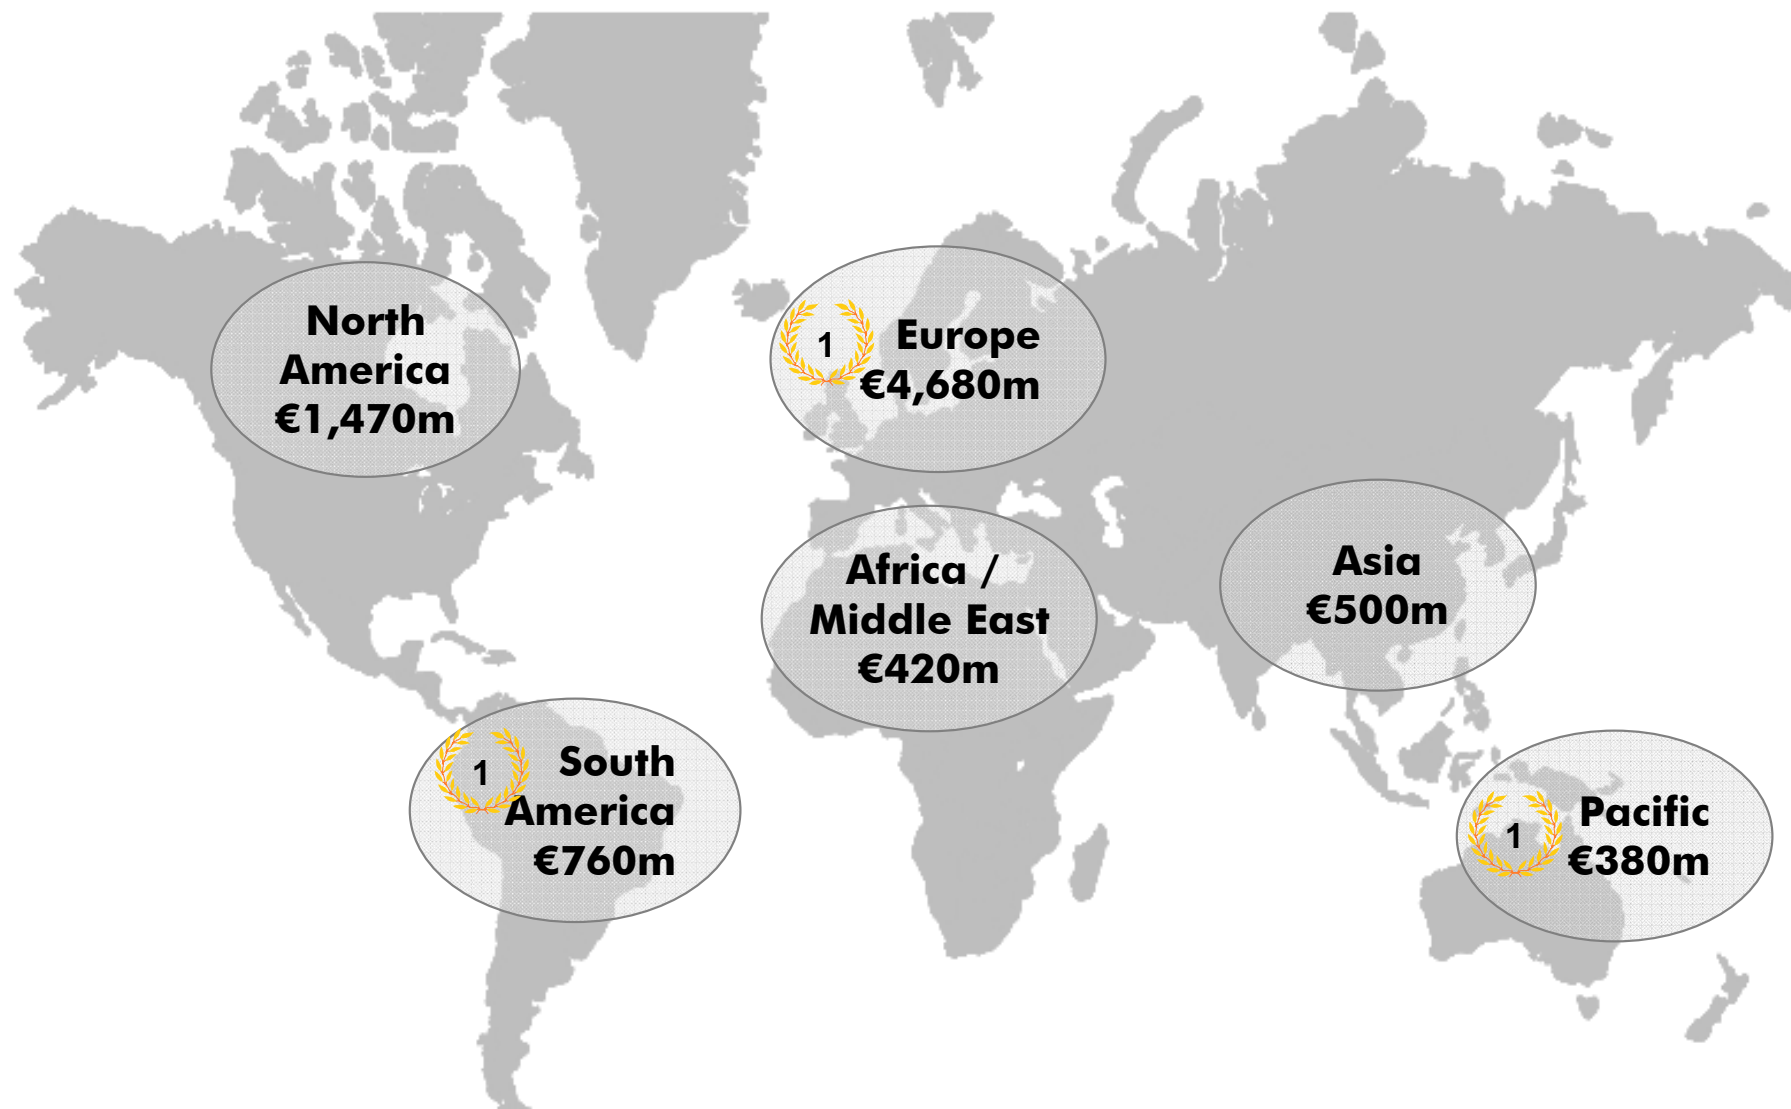 North
America
€1,470m
1
Europe
€4,680m
Africa /
Middle East
€420m
Asia
€500m
1
South
America
€760m
1
Pacific
€380m